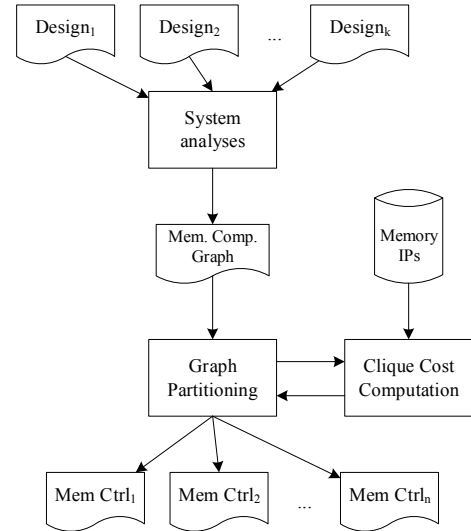 Design₁
Design₂
...
Designₖ
System
analyses
Mem. Comp.
Graph
Memory
IPs
Graph
Partitioning
Clique Cost
Computation
Mem Ctrl₁
Mem Ctrl₂
...
Mem Ctrlₙ